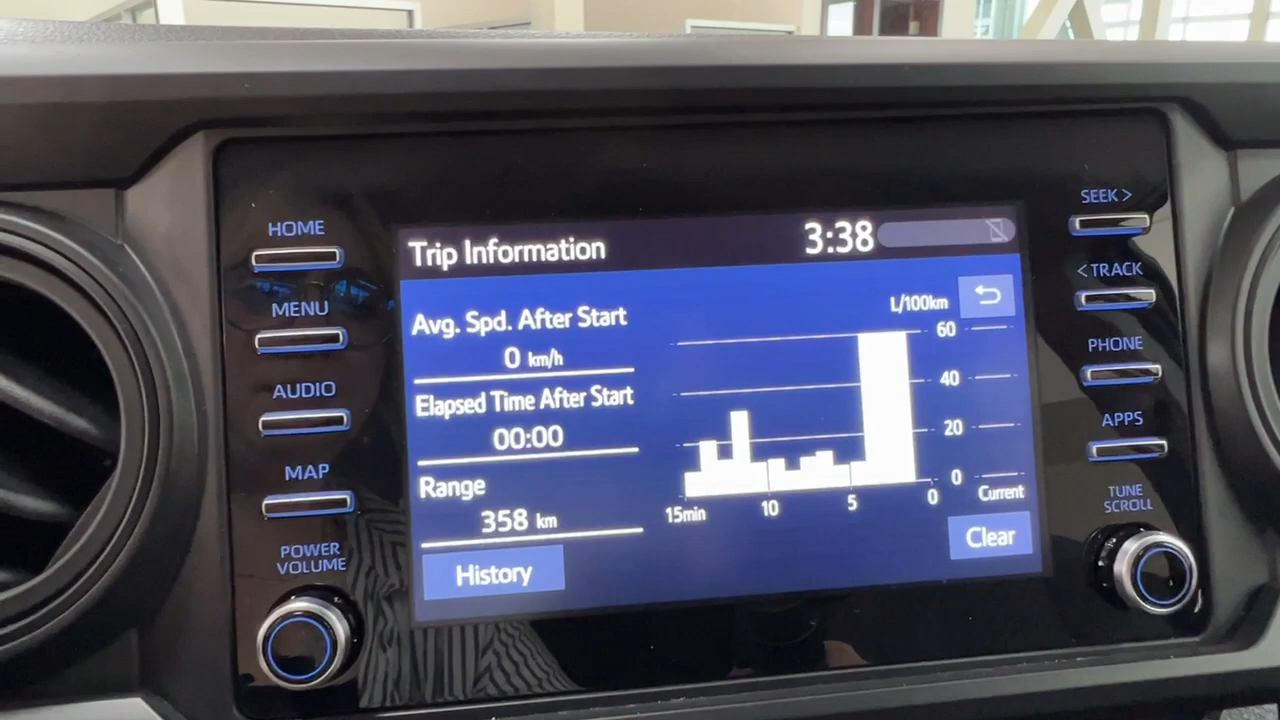 HOME
MENU
AUDIO
MAP
POWER
VOLUME
Trip Information
3:38
Avg. Spd. After Start
0 km/h
Elapsed Time After Start
00:00
Range
358 km
History
L/100km
60
40
20
0
15min 10 5 0
Current
Clear
SEEK >
< TRACK
PHONE
APPS
TUNE
SCROLL